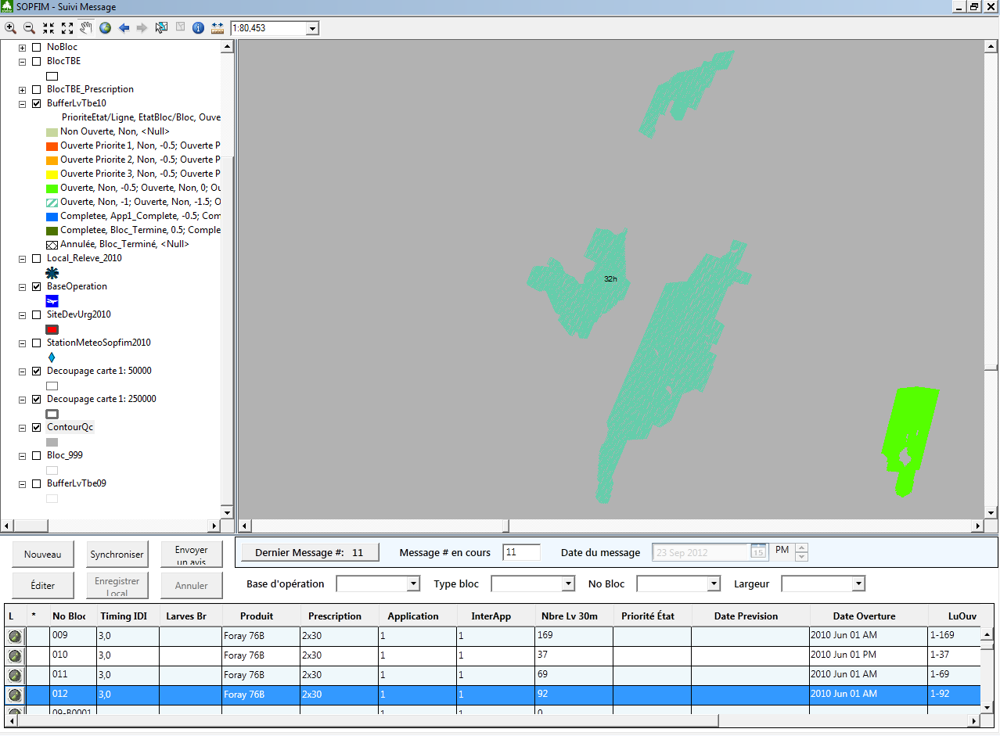 SOPFIM - Suivi Message
1:80,453
NoBloc
BlocTBE
BlocTBE_Prescription
BufferLvTbe10
PrioriteEtat/Ligne, EtatBloc/Bloc, Ouve
Non Ouverte, Non, <Null>
Ouverte Priorite 1, Non, -0.5; Ouverte P
Ouverte Priorite 2, Non, -0.5; Ouverte P
Ouverte Priorite 3, Non, -0.5; Ouverte P
Ouverte, Non, -0.5; Ouverte, Non, 0; Ou
Ouverte, Non, -1; Ouverte, Non, -1.5; O
Completee, App1_Complete, -0.5; Com
Completee, Bloc_Termine, 0.5; Comple
Annulée, Bloc_Terminé, <Null>
Local_Releve_2010
BaseOperation
SiteDevUrg2010
StationMeteoSopfim2010
Decoupage carte 1: 50000
Decoupage carte 1: 250000
ContourQc
Bloc_999
BufferLvTbe09
32h
Nouveau Synchroniser Envoyer un avis
Dernier Message #: 11 Message # en cours 11 Date du message 23 Sep 2012 15 PM
Éditer Enregistrer Local Annuler
Base d'opération Type bloc No Bloc Largeur
L * No Bloc Timing IDI Larves Br Produit Prescription Application InterApp Nbre Lv 30m Priorité État Date Prevision Date Overture LuOuv
009 3,0 Foray 76B 2x30 1 1 169 2010 Jun 01 AM 1-169
010 3,0 Foray 76B 2x30 1 1 37 2010 Jun 01 PM 1-37
011 3,0 Foray 76B 2x30 1 1 69 2010 Jun 01 AM 1-69
012 3,0 Foray 76B 2x30 1 1 92 2010 Jun 01 AM 1-92
09-B0001 1 1 0